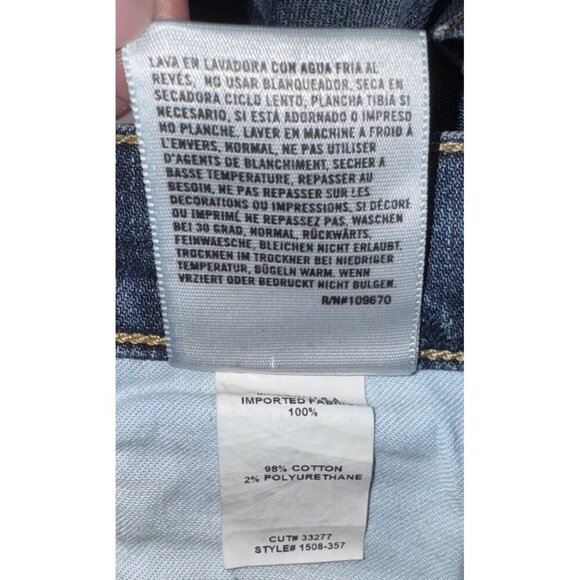 LAVA EN LAVADORA CON AGUA FRIA AL
REVÉS, NO USAR BLANQUEADOR, SECA EN
SECADORA CICLO LENTO, PLANCHA TIBIA SI
NECESARIO, SI ESTÁ ADORNADO O IMPRESO
NO PLANCHE. LAVER EN MACHINE A FROID À
L'ENVERS, NORMAL, NE PAS UTILISER
D'AGENTS DE BLANCHIMENT, SECHER A
BASSE TEMPERATURE, REPASSER AU
BESOIN, NE PAS REPASSER SUR LES
DECORATIONS OU IMPRESSIONS, SI DÉCORÉ
OU IMPRIMÉ NE REPASSEZ PAS, WASCHEN
BEI 30 GRAD, NORMAL, RÜCKWÄRTS,
FEINWAESCHE, BLEICHEN NICHT ERLAUBT.
TROCKNEN IM TROCKNER BEI NIEDRIGER
TEMPERATUR, BÜGELN WARM. WENN
VRZIERT ODER BEDRUCKT NICHT BULGEN.
R/N#109670
IMPORTED FABRIC
100%
98% COTTON
2% POLYURETHANE
CUT# 33277
STYLE# 1508-357